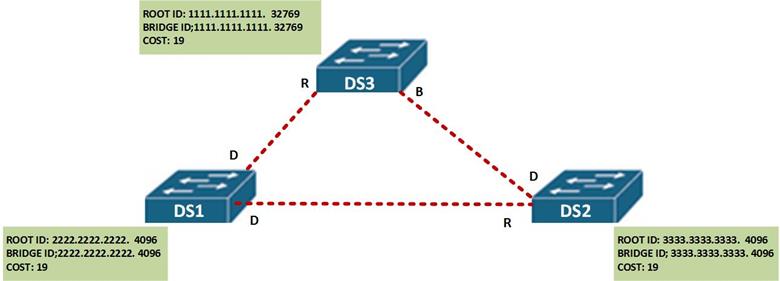 ROOT ID: 1111.1111.1111. 32769
BRIDGE ID;1111.1111.1111. 32769
COST: 19
DS3
R
B
D
D
DS1
DS2
D
R
ROOT ID: 2222.2222.2222. 4096
BRIDGE ID;2222.2222.2222. 4096
COST: 19
ROOT ID: 3333.3333.3333. 4096
BRIDGE ID; 3333.3333.3333. 4096
COST: 19